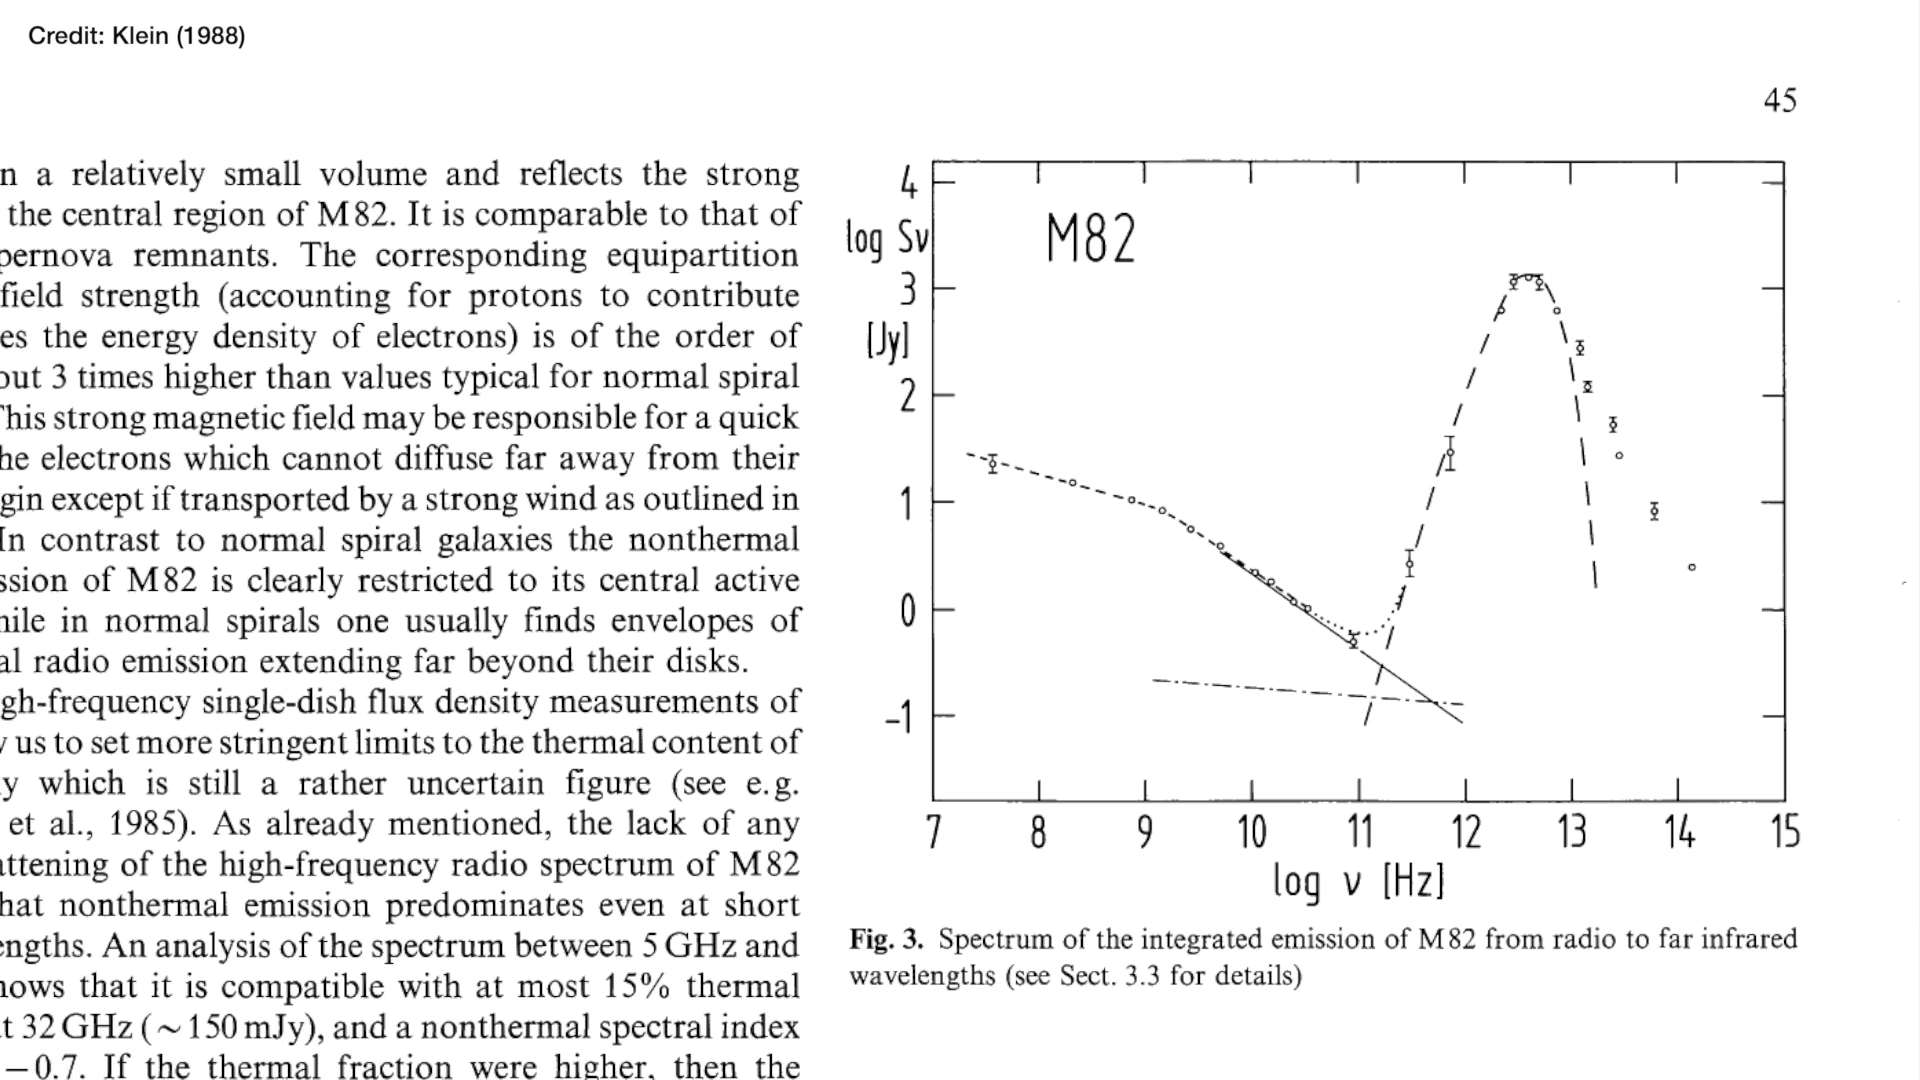 Credit: Klein (1988)
45
n a relatively small volume and reflects the strong
the central region of M 82. It is comparable to that of
pernova remnants. The corresponding equipartition
field strength (accounting for protons to contribute
es the energy density of electrons) is of the order of
out 3 times higher than values typical for normal spiral
This strong magnetic field may be responsible for a quick
he electrons which cannot diffuse far away from their
gin except if transported by a strong wind as outlined in
In contrast to normal spiral galaxies the nonthermal
ssion of M 82 is clearly restricted to its central active
hile in normal spirals one usually finds envelopes of
al radio emission extending far beyond their disks.
gh-frequency single-dish flux density measurements of
y us to set more stringent limits to the thermal content of
y which is still a rather uncertain figure (see e.g.
et al., 1985). As already mentioned, the lack of any
attening of the high-frequency radio spectrum of M 82
hat nonthermal emission predominates even at short
engths. An analysis of the spectrum between 5 GHz and
hows that it is compatible with at most 15% thermal
t 32 GHz (~ 150 mJy), and a nonthermal spectral index
−0.7. If the thermal fraction were higher, then the
M82
4
log Sν
3
[Jy]
2
1
0
-1
7 8 9 10 11 12 13 14 15
log ν [Hz]
Fig. 3. Spectrum of the integrated emission of M 82 from radio to far infrared
wavelengths (see Sect. 3.3 for details)